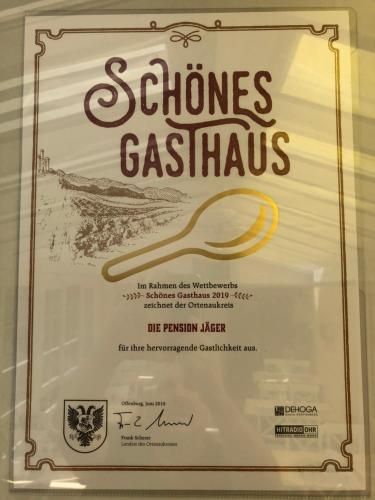 SCHÖNES
GASTHAUS
Im Rahmen des Wettbewerbs
Schönes Gasthaus 2019
zeichnet der Ortenaukreis
DIE PENSION JÄGER
für ihre hervorragende Gastlichkeit aus.
Offenburg, Juni 2019
Frank Scherer
Landrat des Ortenaukreises
DEHOGA
HITRADIO OHR